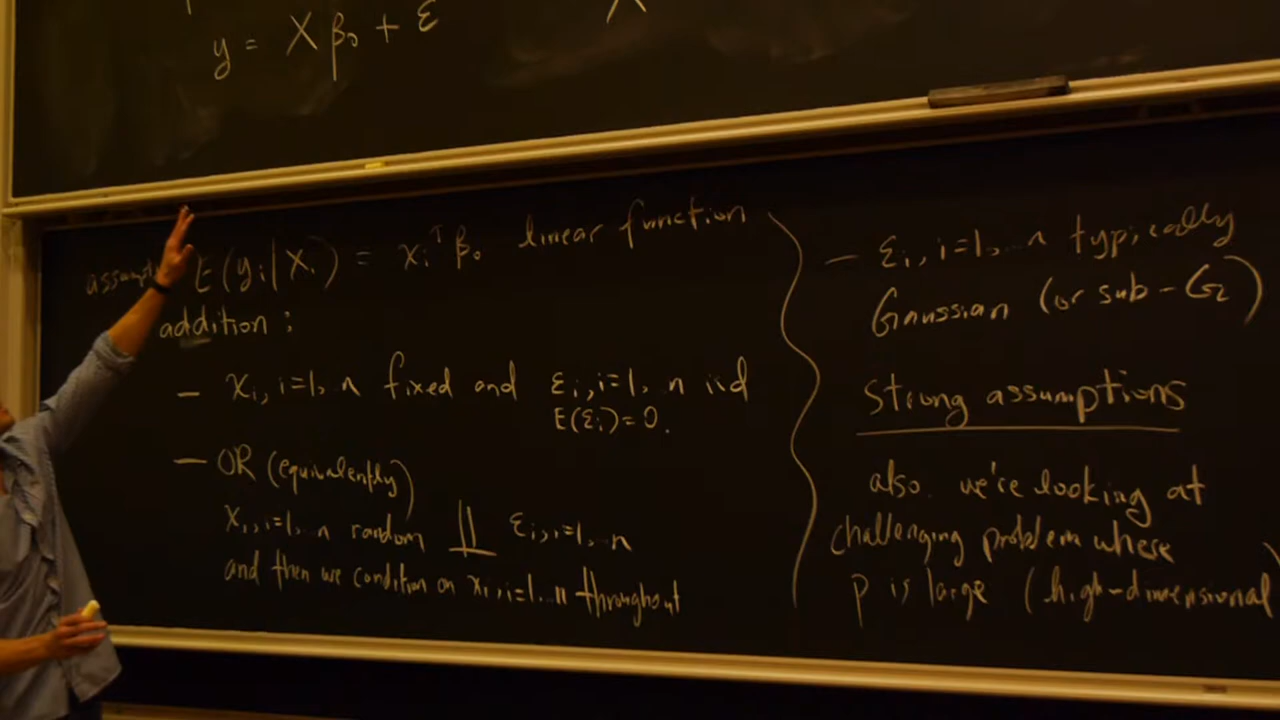 y = Xβ₀ + ε
E(yᵢ|Xᵢ) = xᵢᵀβ₀ linear function
addition :
– xᵢ, i=1, n fixed and εᵢ, i=1, n iid
E(εᵢ)=0.
– OR (equivalently)
Xᵢ, i=1,.. n random ⫫ εᵢ, i=1,.. n
and then we condition on xᵢ, i=1...n throughout
– εᵢ, i=1,... n typically
Gaussian (or sub-G)
Strong assumptions
also. we're looking at
challenging problem where
p is large (high-dimensional)